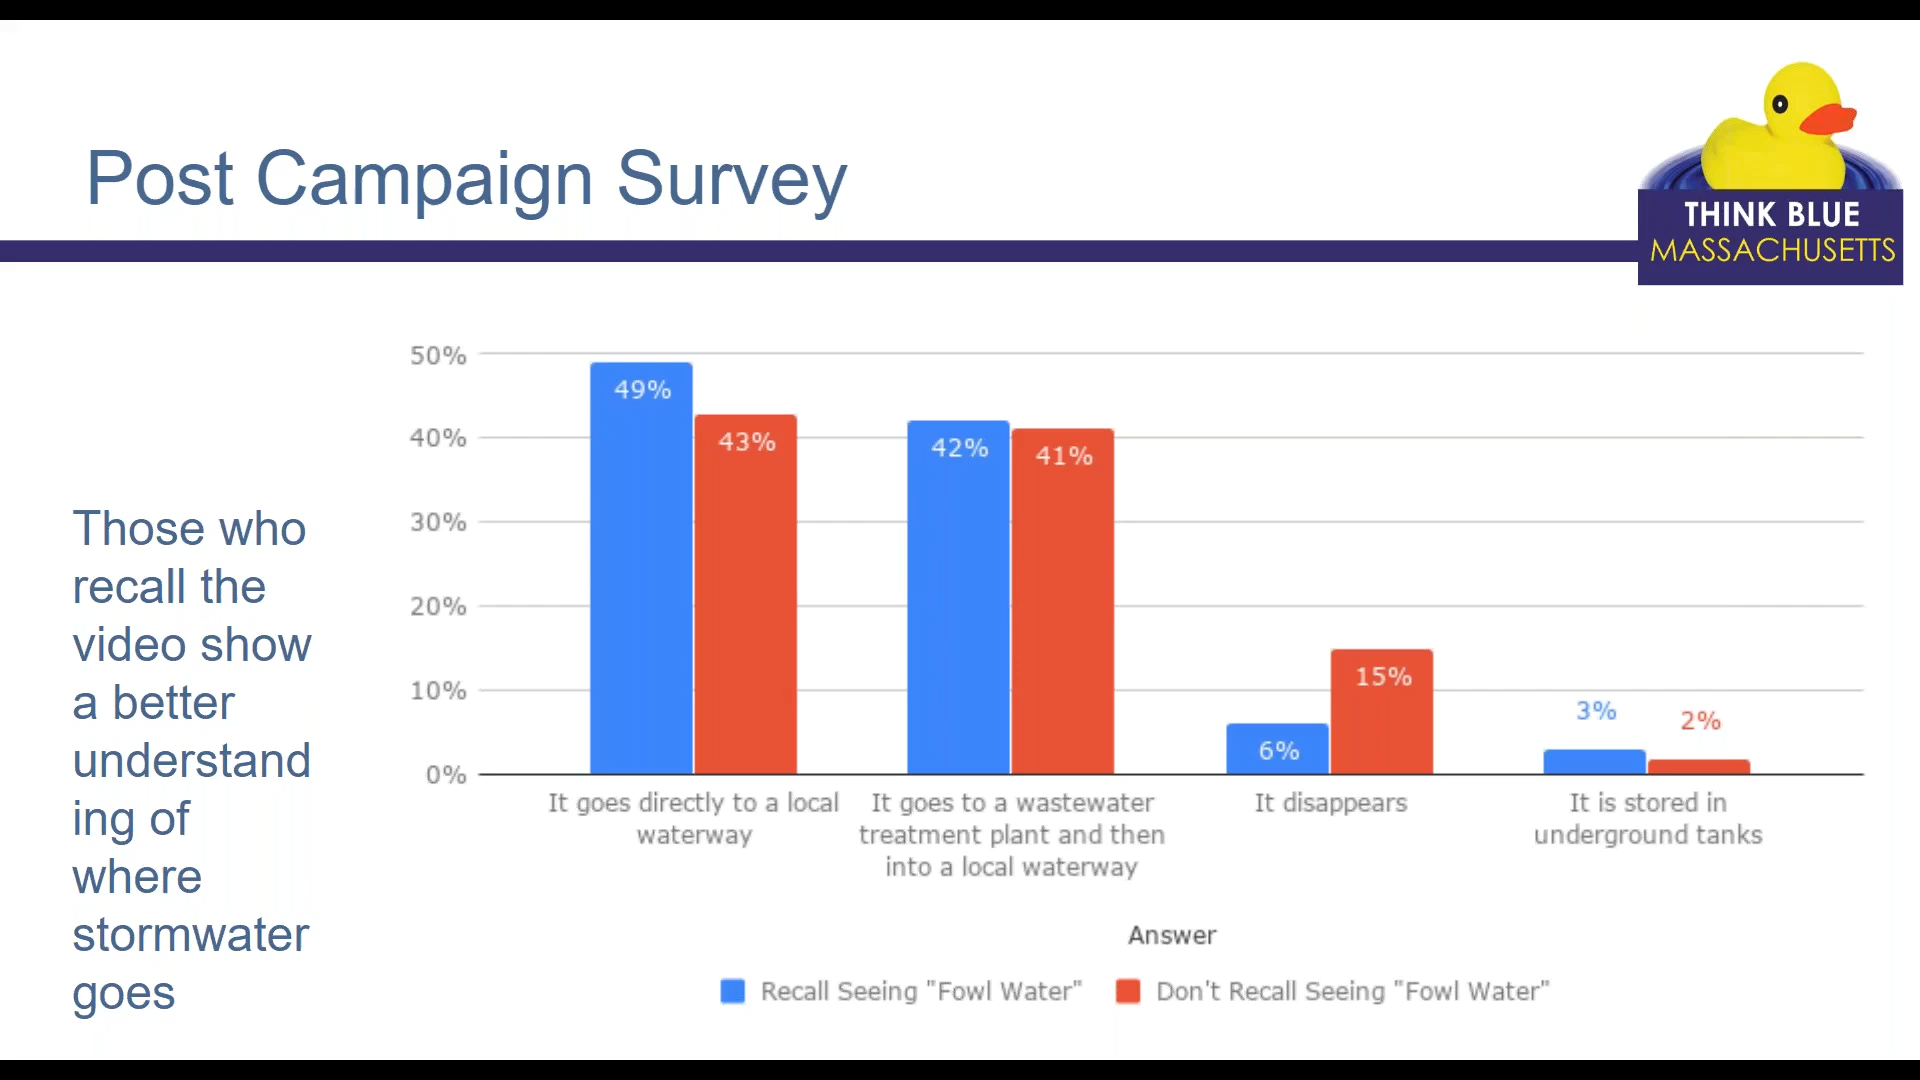 Post Campaign Survey
THINK BLUE
MASSACHUSETTS
Those who
recall the
video show
a better
understand
ing of
where
stormwater
goes
50%
40%
30%
20%
10%
0%
49%
43%
42%
41%
6%
15%
3%
2%
It goes directly to a local
waterway
It goes to a wastewater
treatment plant and then
into a local waterway
It disappears
It is stored in
underground tanks
Answer
Recall Seeing "Fowl Water"
Don't Recall Seeing "Fowl Water"